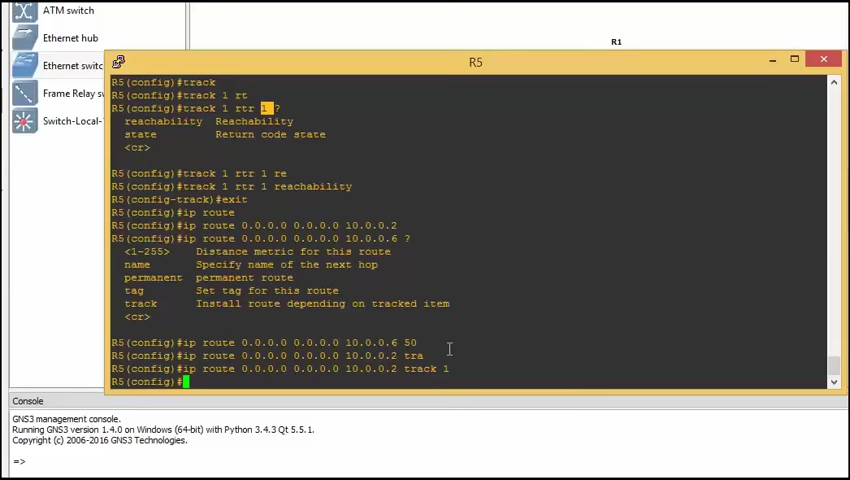 ATM switch
R1
Ethernet hub
Ethernet switc
Frame Relay sw
Switch-Local-
R5
R5(config)#track
R5(config)#track 1 rt
R5(config)#track 1 rtr 1 ?
reachability  Reachability
state         Return code state
<cr>
R5(config)#track 1 rtr 1 re
R5(config)#track 1 rtr 1 reachability
R5(config-track)#exit
R5(config)#ip route
R5(config)#ip route 0.0.0.0 0.0.0.0 10.0.0.2
R5(config)#ip route 0.0.0.0 0.0.0.0 10.0.0.6 ?
<1-255>    Distance metric for this route
name       Specify name of the next hop
permanent  permanent route
tag        Set tag for this route
track      Install route depending on tracked item
<cr>
R5(config)#ip route 0.0.0.0 0.0.0.0 10.0.0.6 50
R5(config)#ip route 0.0.0.0 0.0.0.0 10.0.0.2 tra
R5(config)#ip route 0.0.0.0 0.0.0.0 10.0.0.2 track 1
R5(config)#
Console
GNS3 management console.
Running GNS3 version 1.4.0 on Windows (64-bit) with Python 3.4.3 Qt 5.5.1.
Copyright (c) 2006-2016 GNS3 Technologies.
=>